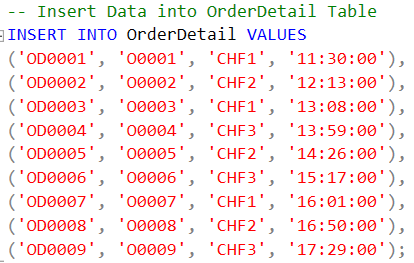 -- Insert Data into OrderDetail Table
INSERT INTO OrderDetail VALUES
('OD0001', 'O0001', 'CHF1', '11:30:00'),
('OD0002', 'O0002', 'CHF2', '12:13:00'),
('OD0003', 'O0003', 'CHF1', '13:08:00'),
('OD0004', 'O0004', 'CHF3', '13:59:00'),
('OD0005', 'O0005', 'CHF2', '14:26:00'),
('OD0006', 'O0006', 'CHF3', '15:17:00'),
('OD0007', 'O0007', 'CHF1', '16:01:00'),
('OD0008', 'O0008', 'CHF2', '16:50:00'),
('OD0009', 'O0009', 'CHF3', '17:29:00');